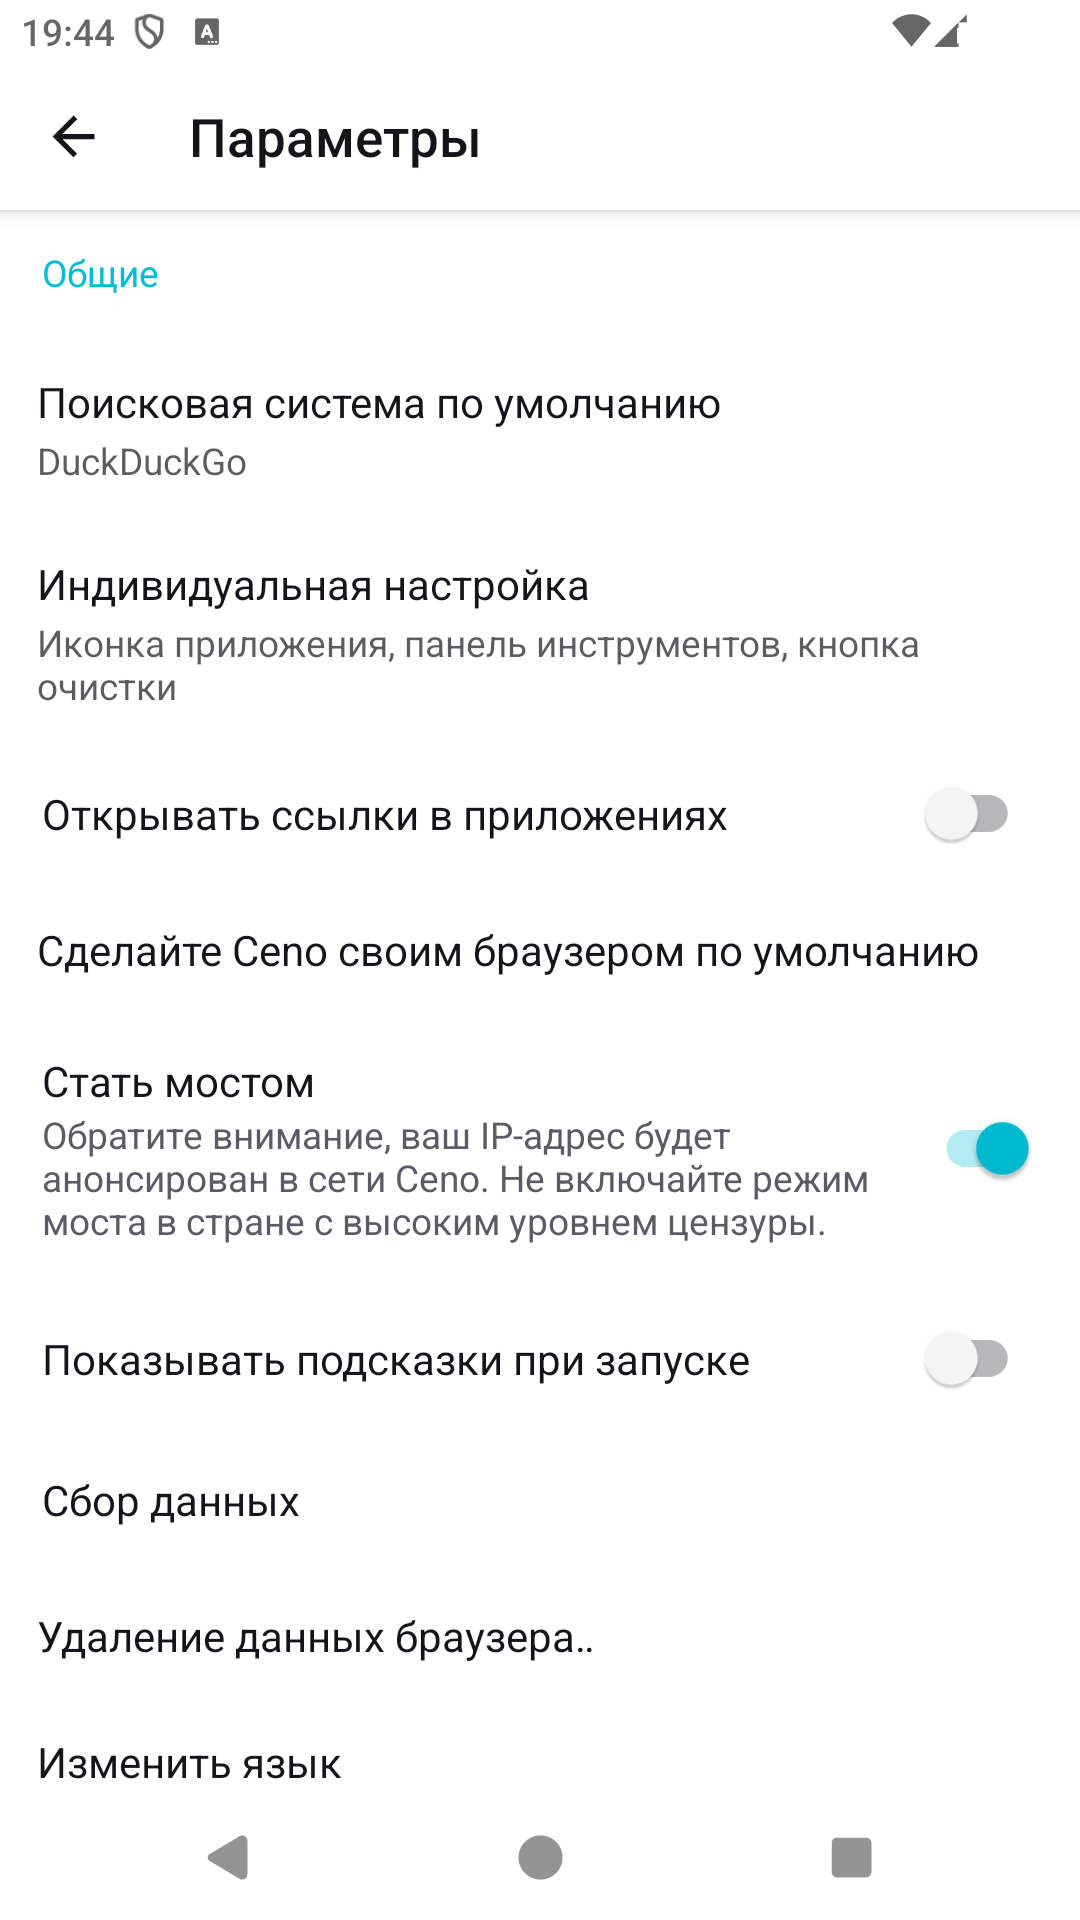 19:44
Параметры
Общие
Поисковая система по умолчанию
DuckDuckGo
Индивидуальная настройка
Иконка приложения, панель инструментов, кнопка
очистки
Открывать ссылки в приложениях
Сделайте Ceno своим браузером по умолчанию
Стать мостом
Обратите внимание, ваш IP-адрес будет
анонсирован в сети Ceno. Не включайте режим
моста в стране с высоким уровнем цензуры.
Показывать подсказки при запуске
Сбор данных
Удаление данных браузера..
Изменить язык